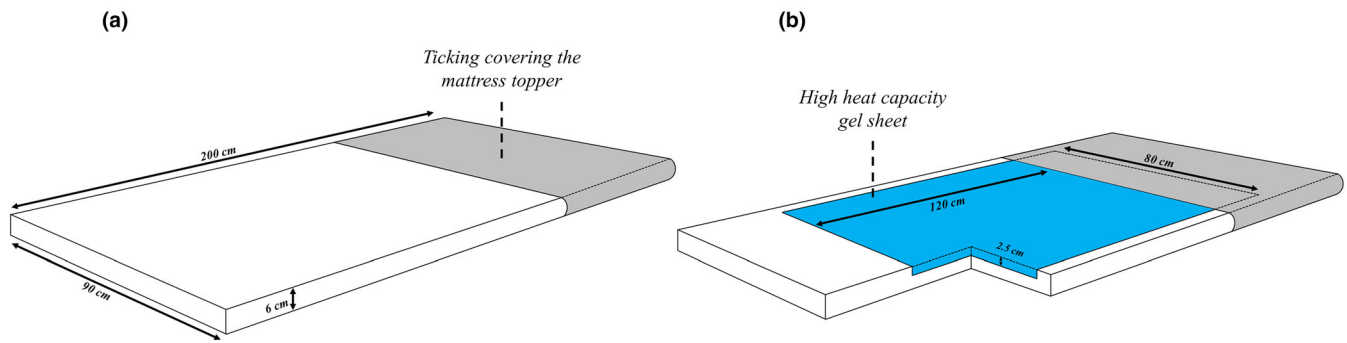 (a)
Ticking covering the
mattress topper
200 cm
90 cm
6 cm
(b)
High heat capacity
gel sheet
80 cm
120 cm
2.5 cm